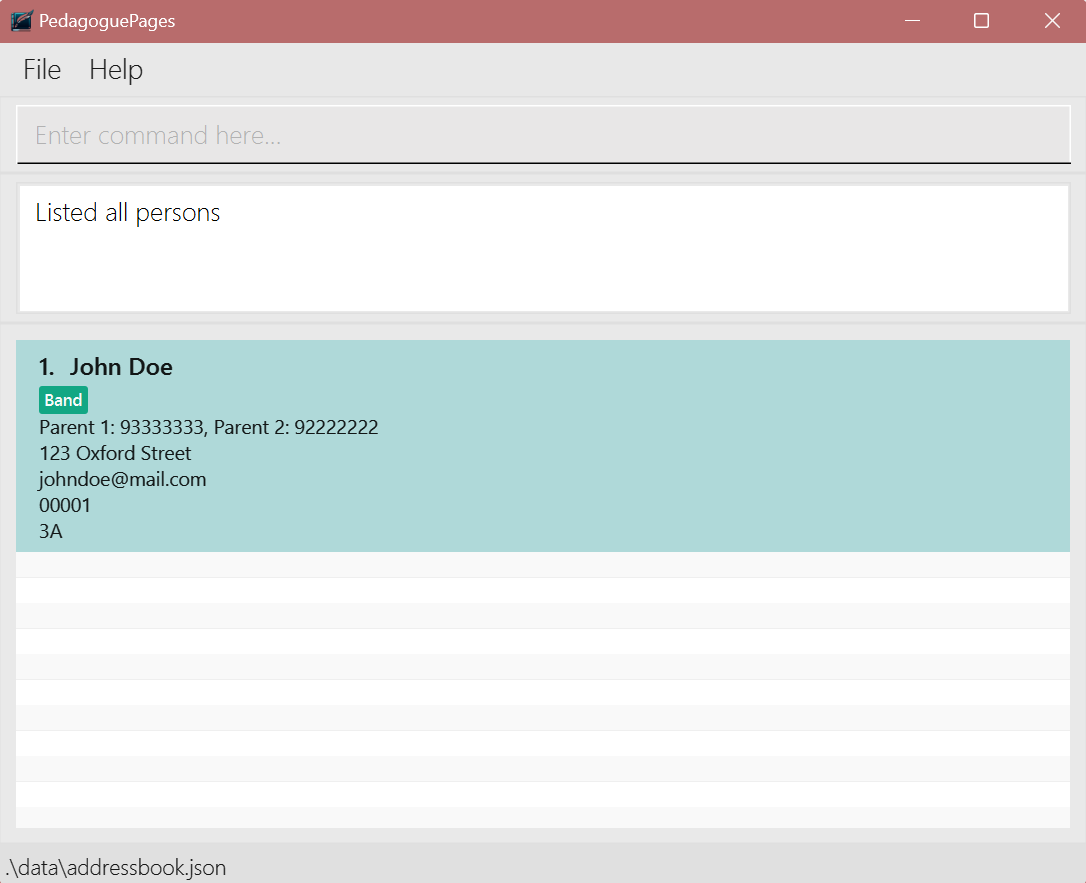 PedagoguePages
File Help
Enter command here...
Listed all persons
1. John Doe
Band
Parent 1: 93333333, Parent 2: 92222222
123 Oxford Street
johndoe@mail.com
00001
3A
.\data\addressbook.json